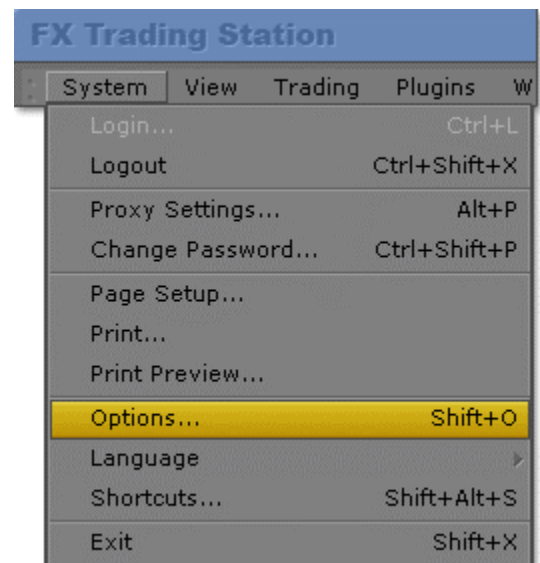 FX Trading Station
System View Trading Plugins W
Login... Ctrl+L
Logout Ctrl+Shift+X
Proxy Settings... Alt+P
Change Password... Ctrl+Shift+P
Page Setup...
Print...
Print Preview...
Options... Shift+O
Language
Shortcuts... Shift+Alt+S
Exit Shift+X